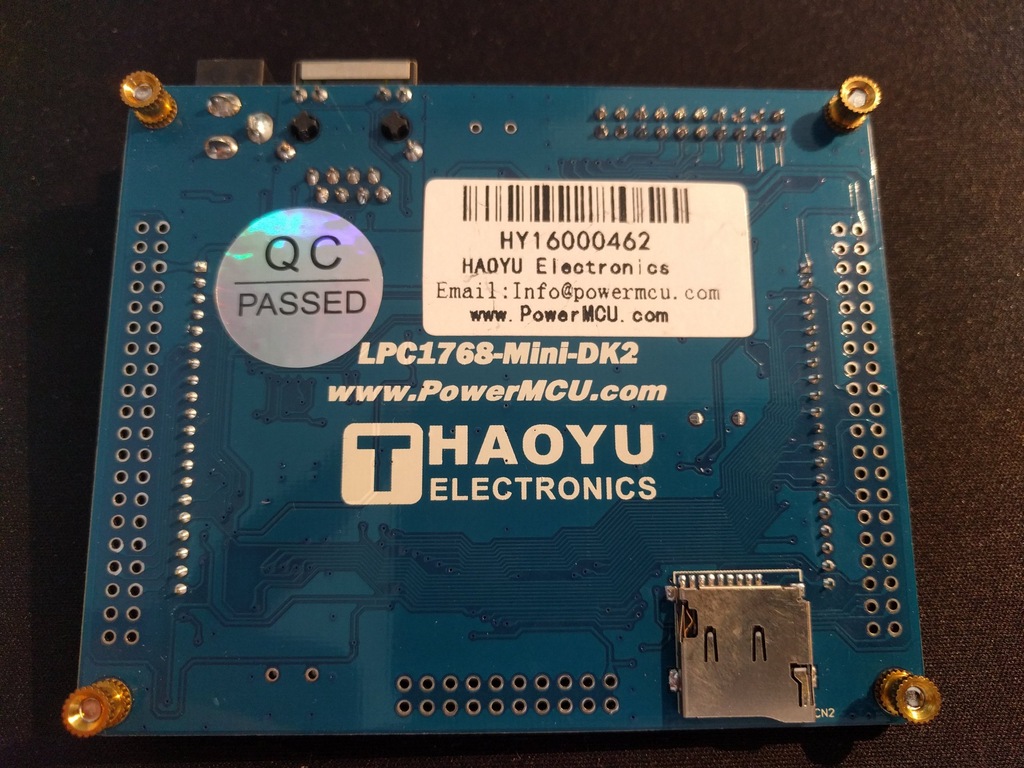 QC
PASSED
HY16000462
HAOYU Electronics
Email:Info@powermcu.com
www.PowerMCU.com
LPC1768-Mini-DK2
www.PowerMCU.com
T HAOYU
ELECTRONICS
CN2